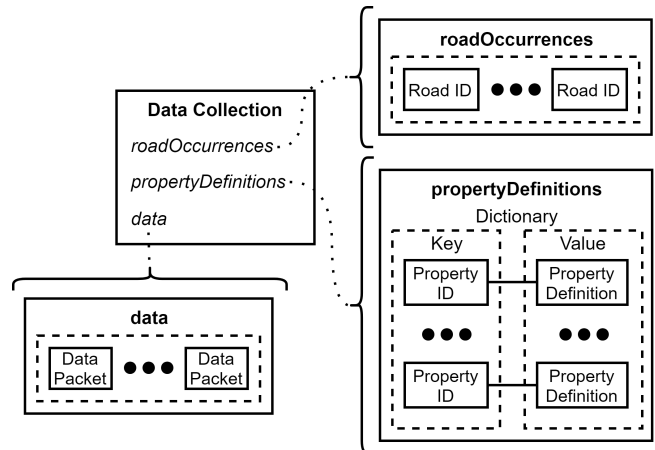 Data Collection
roadOccurrences
propertyDefinitions
data
roadOccurrences
Road ID
Road ID
propertyDefinitions
Dictionary
Key
Value
Property
ID
Property
Definition
Property
ID
Property
Definition
data
Data
Packet
Data
Packet